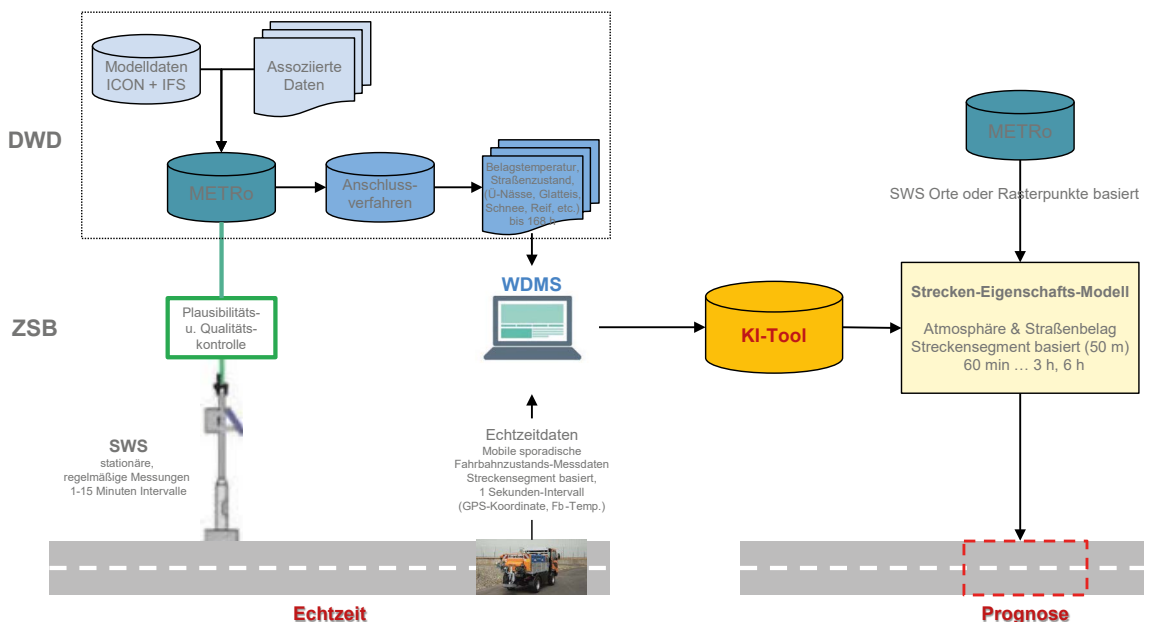 DWD
Modelldaten
ICON + IFS
Assoziierte
Daten
METRo
Anschluss-
verfahren
Belagstemperatur,
Straßenzustand,
(Ü-Nässe, Glatteis,
Schnee, Reif, etc.)
bis 168 h
ZSB
Plausibilitäts-
u. Qualitäts-
kontrolle
WDMS
SWS
stationäre,
regelmäßige Messungen
1-15 Minuten Intervalle
Echtzeitdaten
Mobile sporadische
Fahrbahnzustands-Messdaten
Streckensegment basiert,
1 Sekunden-Intervall
(GPS-Koordinate, Fb-Temp.)
Echtzeit
KI-Tool
METRo
SWS Orte oder Rasterpunkte basiert
Strecken-Eigenschafts-Modell
Atmosphäre & Straßenbelag
Streckensegment basiert (50 m)
60 min ... 3 h, 6 h
Prognose